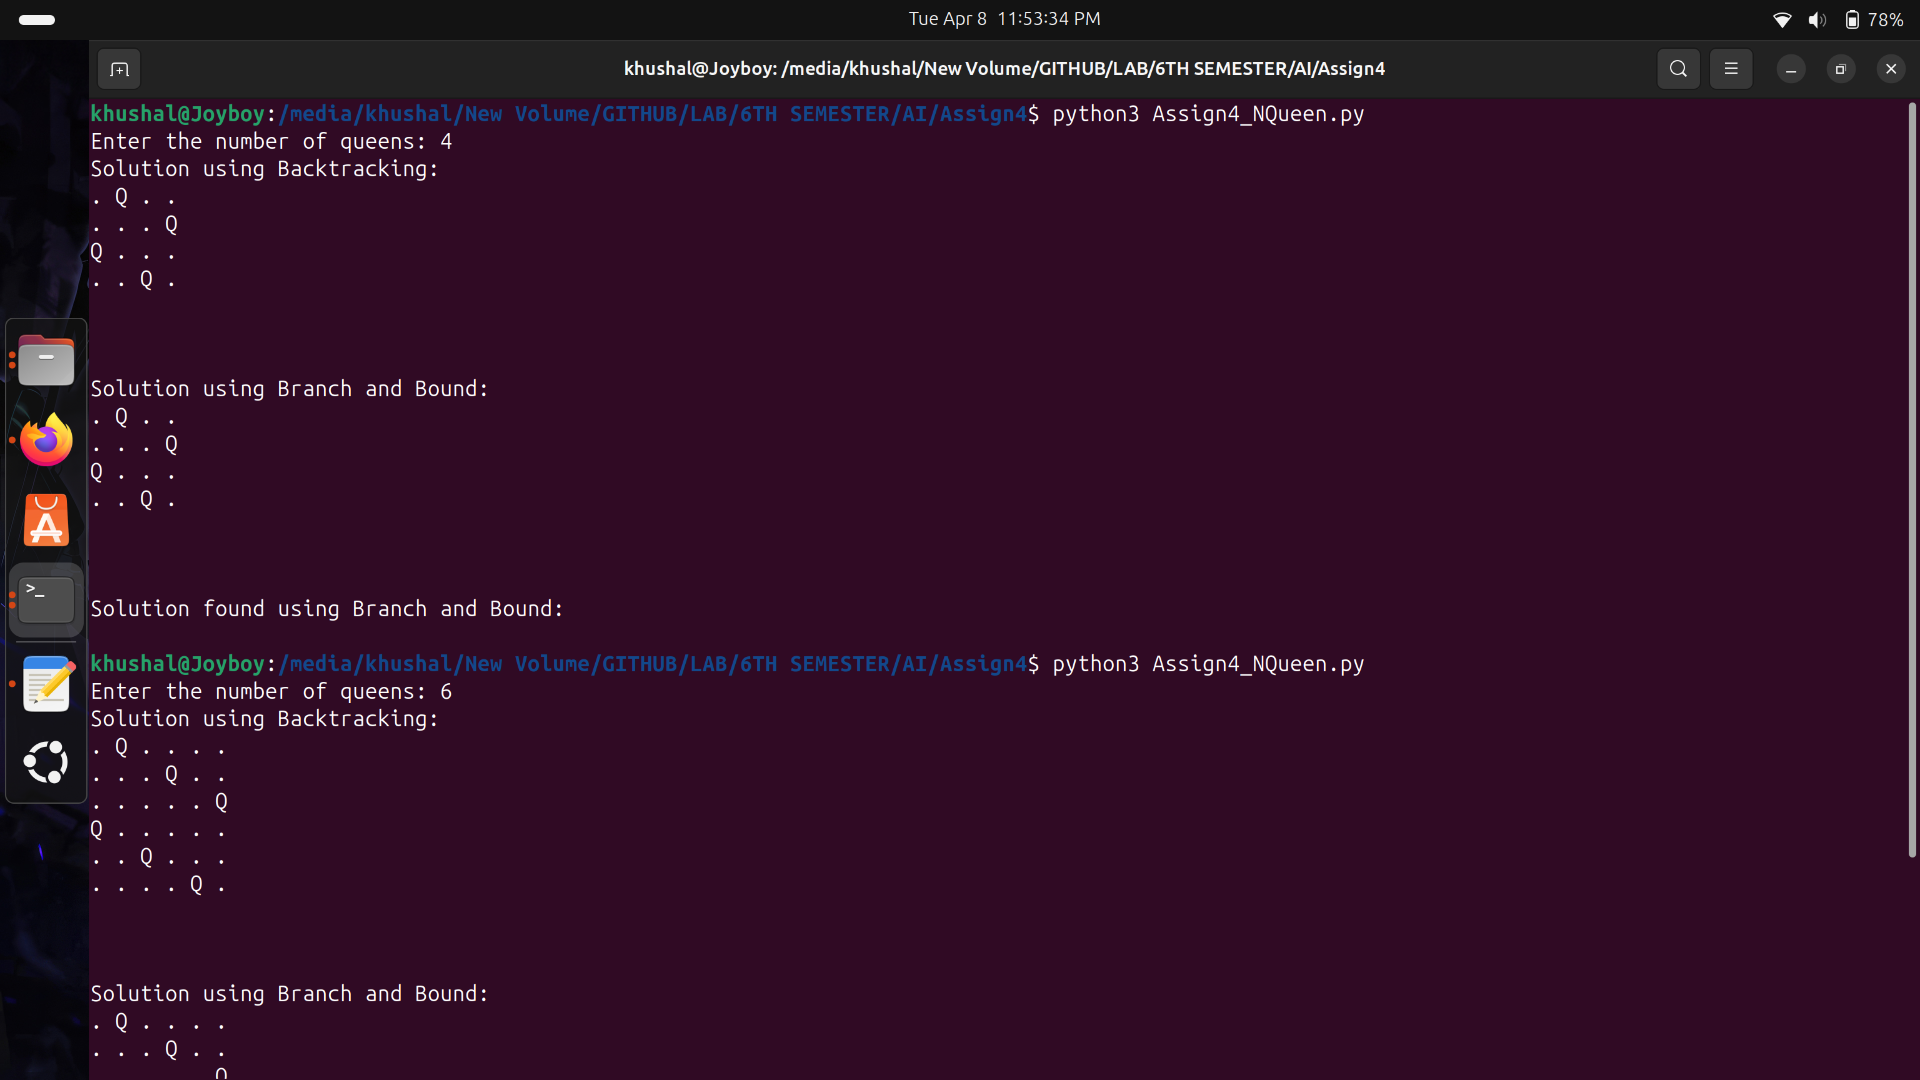 Tue Apr 8 11:53:34 PM
78%
khushal@Joyboy: /media/khushal/New Volume/GITHUB/LAB/6TH SEMESTER/AI/Assign4
khushal@Joyboy:/media/khushal/New Volume/GITHUB/LAB/6TH SEMESTER/AI/Assign4$ python3 Assign4_NQueen.py
Enter the number of queens: 4
Solution using Backtracking:
. Q . .
. . . Q
Q . . .
. . Q .
Solution using Branch and Bound:
. Q . .
. . . Q
Q . . .
. . Q .
Solution found using Branch and Bound:
khushal@Joyboy:/media/khushal/New Volume/GITHUB/LAB/6TH SEMESTER/AI/Assign4$ python3 Assign4_NQueen.py
Enter the number of queens: 6
Solution using Backtracking:
. Q . . . .
. . . Q . .
. . . . . Q
Q . . . . .
. . Q . . .
. . . . Q .
Solution using Branch and Bound:
. Q . . . .
. . . Q . .
Q